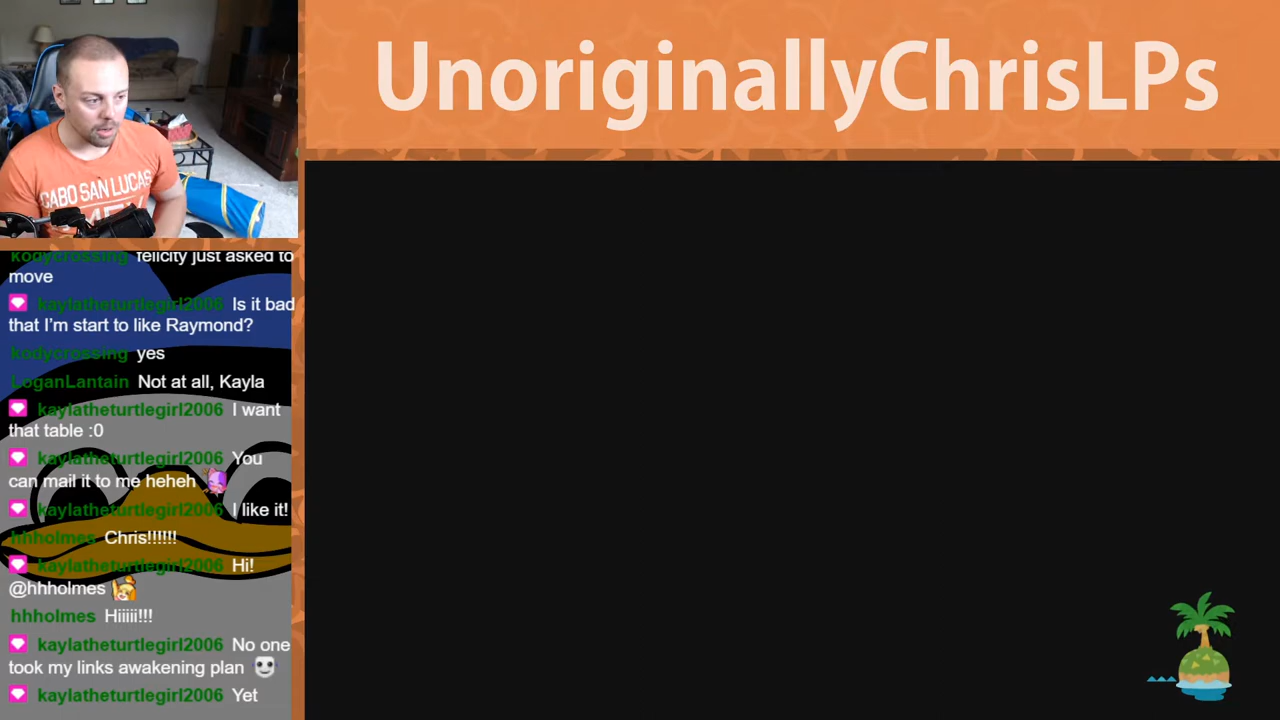 UnoriginallyChrisLPs
CABO SAN LUCAS
kodycrossing felicity just asked to
move
kaylatheturtlegirl2006 Is it bad
that I'm start to like Raymond?
kodycrossing yes
LoganLantain Not at all, Kayla
kaylatheturtlegirl2006 I want
that table :0
kaylatheturtlegirl2006 You
can mail it to me heheh
kaylatheturtlegirl2006 I like it!
hhholmes Chris!!!!!!
kaylatheturtlegirl2006 Hi!
@hhholmes
hhholmes Hiiiii!!!
kaylatheturtlegirl2006 No one
took my links awakening plan
kaylatheturtlegirl2006 Yet